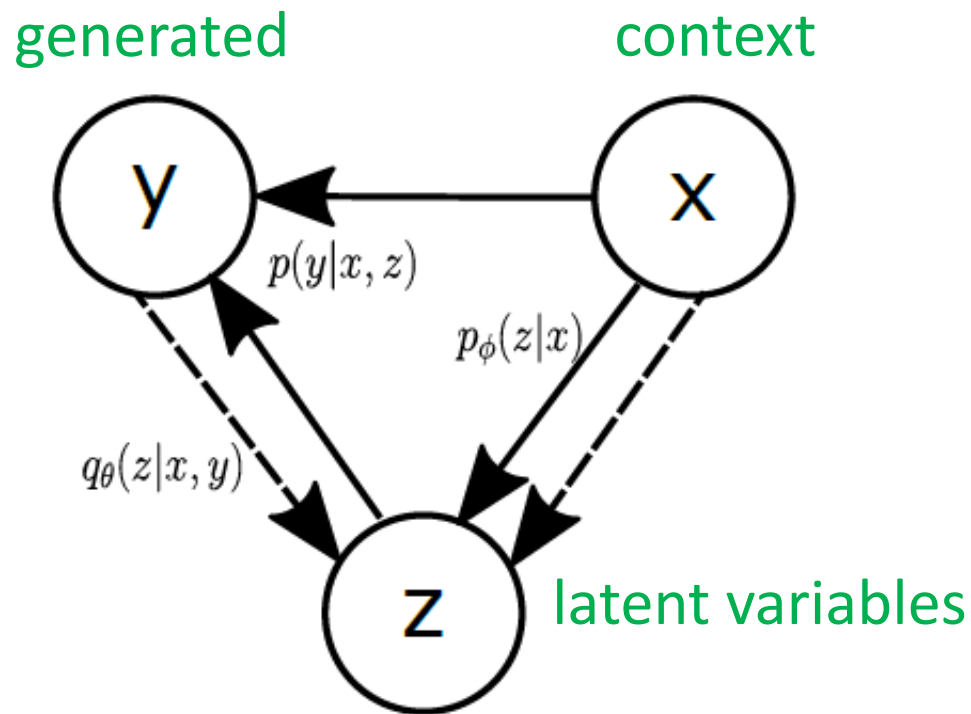 generated
context
y
x
p(y|x, z)
p_ϕ(z|x)
q_θ(z|x, y)
z
latent variables